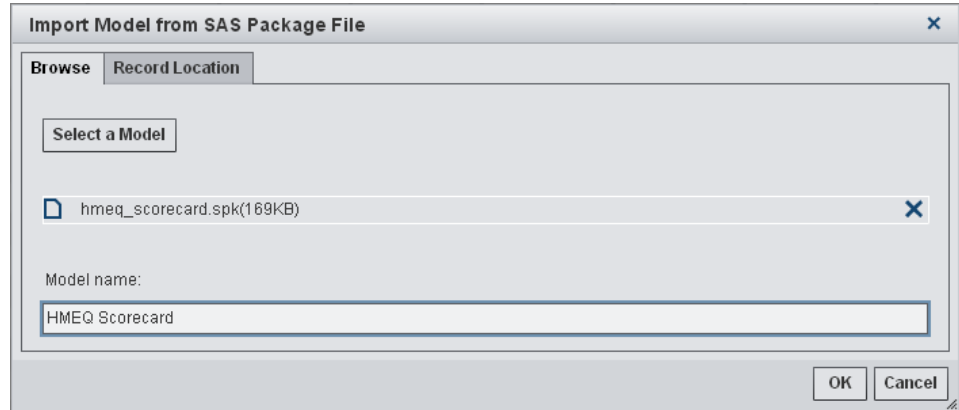 Import Model from SAS Package File
Browse Record Location
Select a Model
hmeq_scorecard.spk(169KB)
Model name:
HMEQ Scorecard
OK Cancel